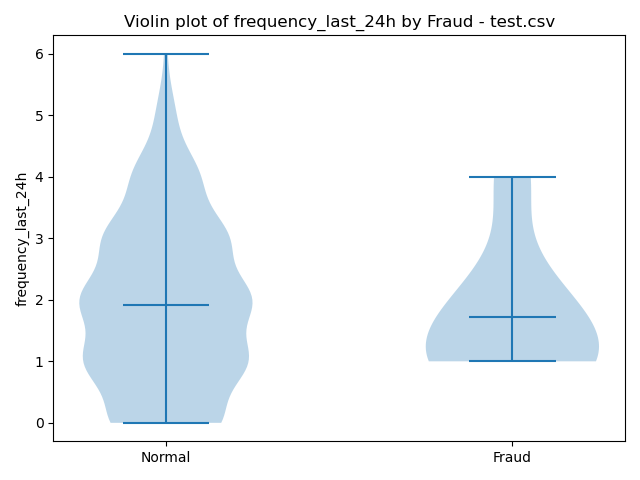 Violin plot of frequency_last_24h by Fraud - test.csv
frequency_last_24h
6
5
4
3
2
1
0
Normal
Fraud